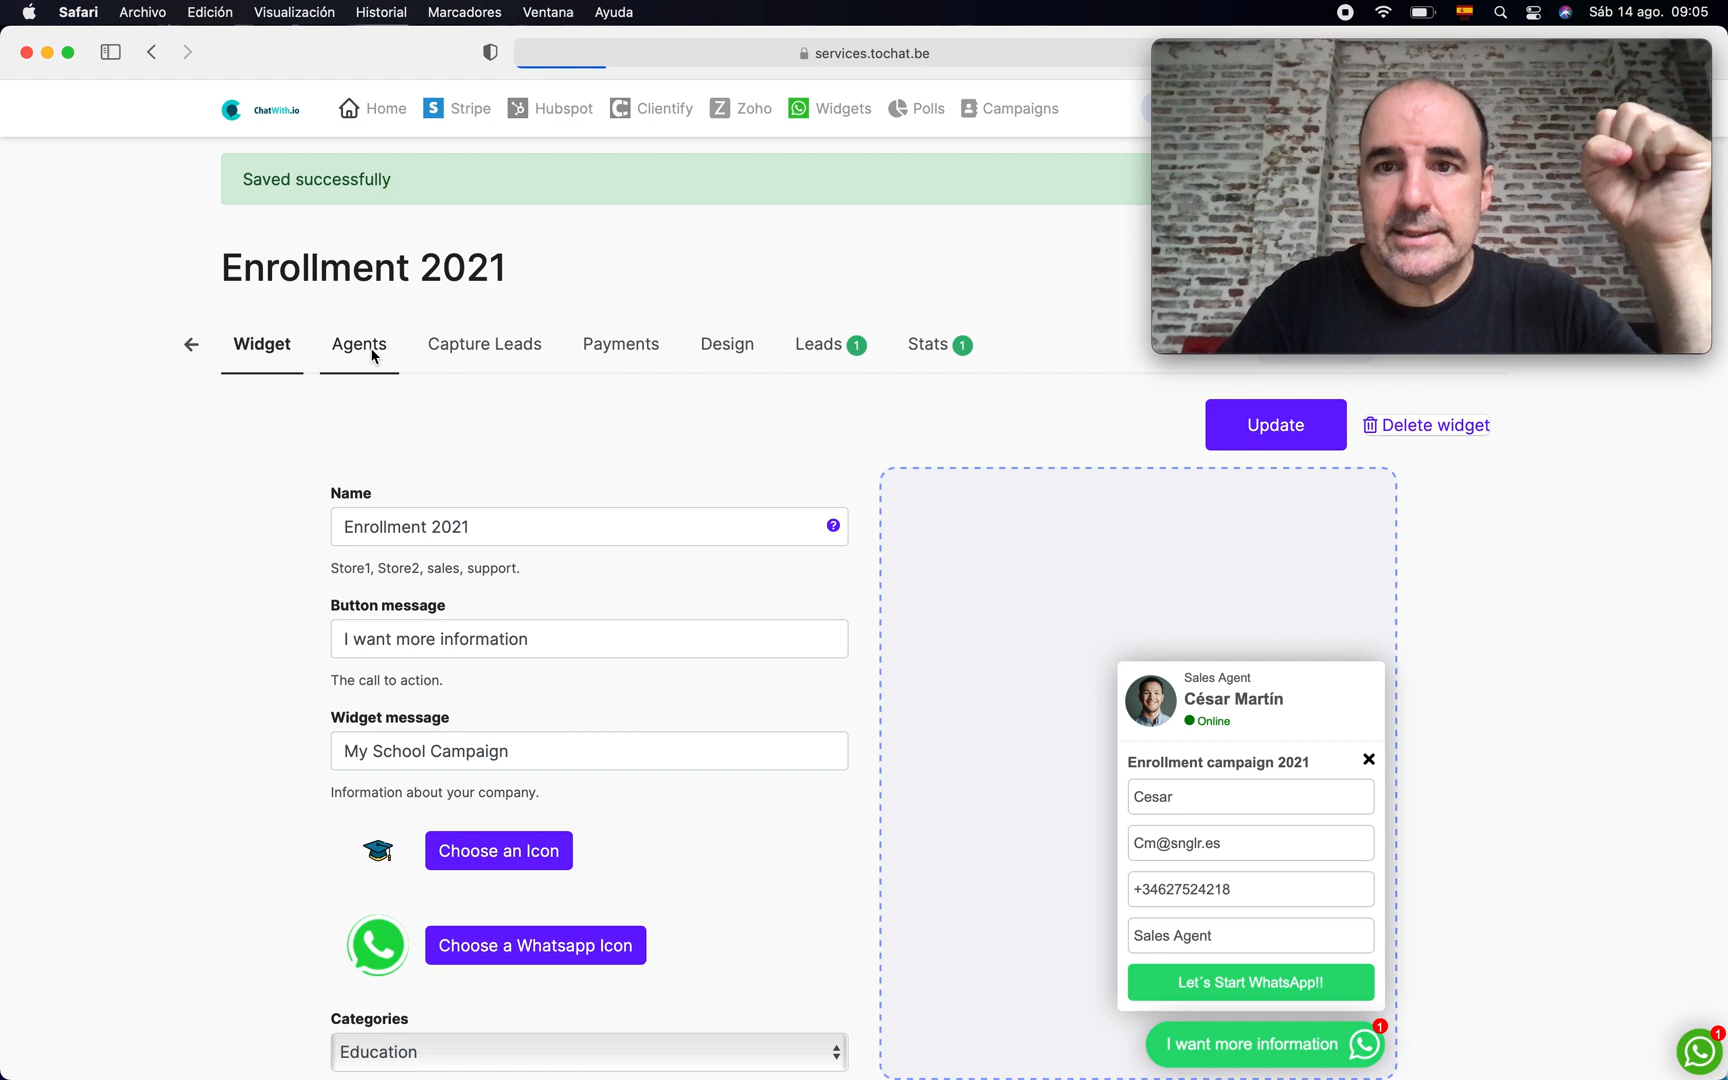 Safari Archivo Edición Visualización Historial Marcadores Ventana Ayuda Sáb 14 ago. 09:05
services.tochat.be
ChatWith.io Home Stripe Hubspot Clientify Zoho Widgets Polls Campaigns
Saved successfully
Enrollment 2021
Widget Agents Capture Leads Payments Design Leads 1 Stats 1
Update Delete widget
Name
Enrollment 2021
?
Store1, Store2, sales, support.
Button message
I want more information
The call to action.
Widget message
My School Campaign
Information about your company.
Choose an Icon
Choose a Whatsapp Icon
Categories
Education
Sales Agent
César Martín
Online
Enrollment campaign 2021
Cesar
Cm@snglr.es
+34627524218
Sales Agent
Let´s Start WhatsApp!!
I want more information 1
1